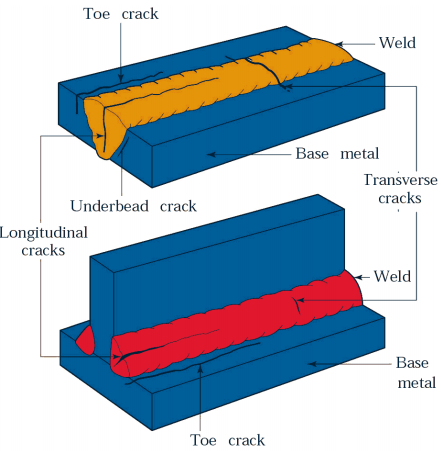 Toe crack
Weld
Base metal
Transverse
cracks
Underbead crack
Longitudinal
cracks
Weld
Base
metal
Toe crack